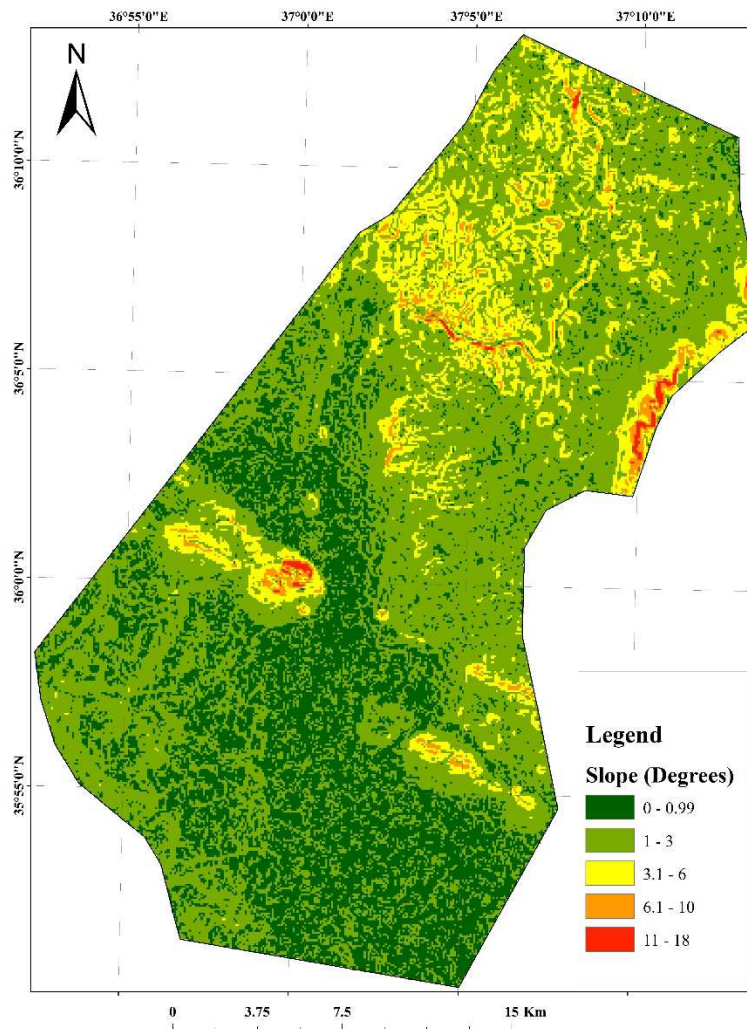 36°55'0"E 37°0'0"E 37°5'0"E 37°10'0"E
N
36°10'0"N
36°5'0"N
36°0'0"N
35°55'0"N
Legend
Slope (Degrees)
0 - 0.99
1 - 3
3.1 - 6
6.1 - 10
11 - 18
0 3.75 7.5 15 Km